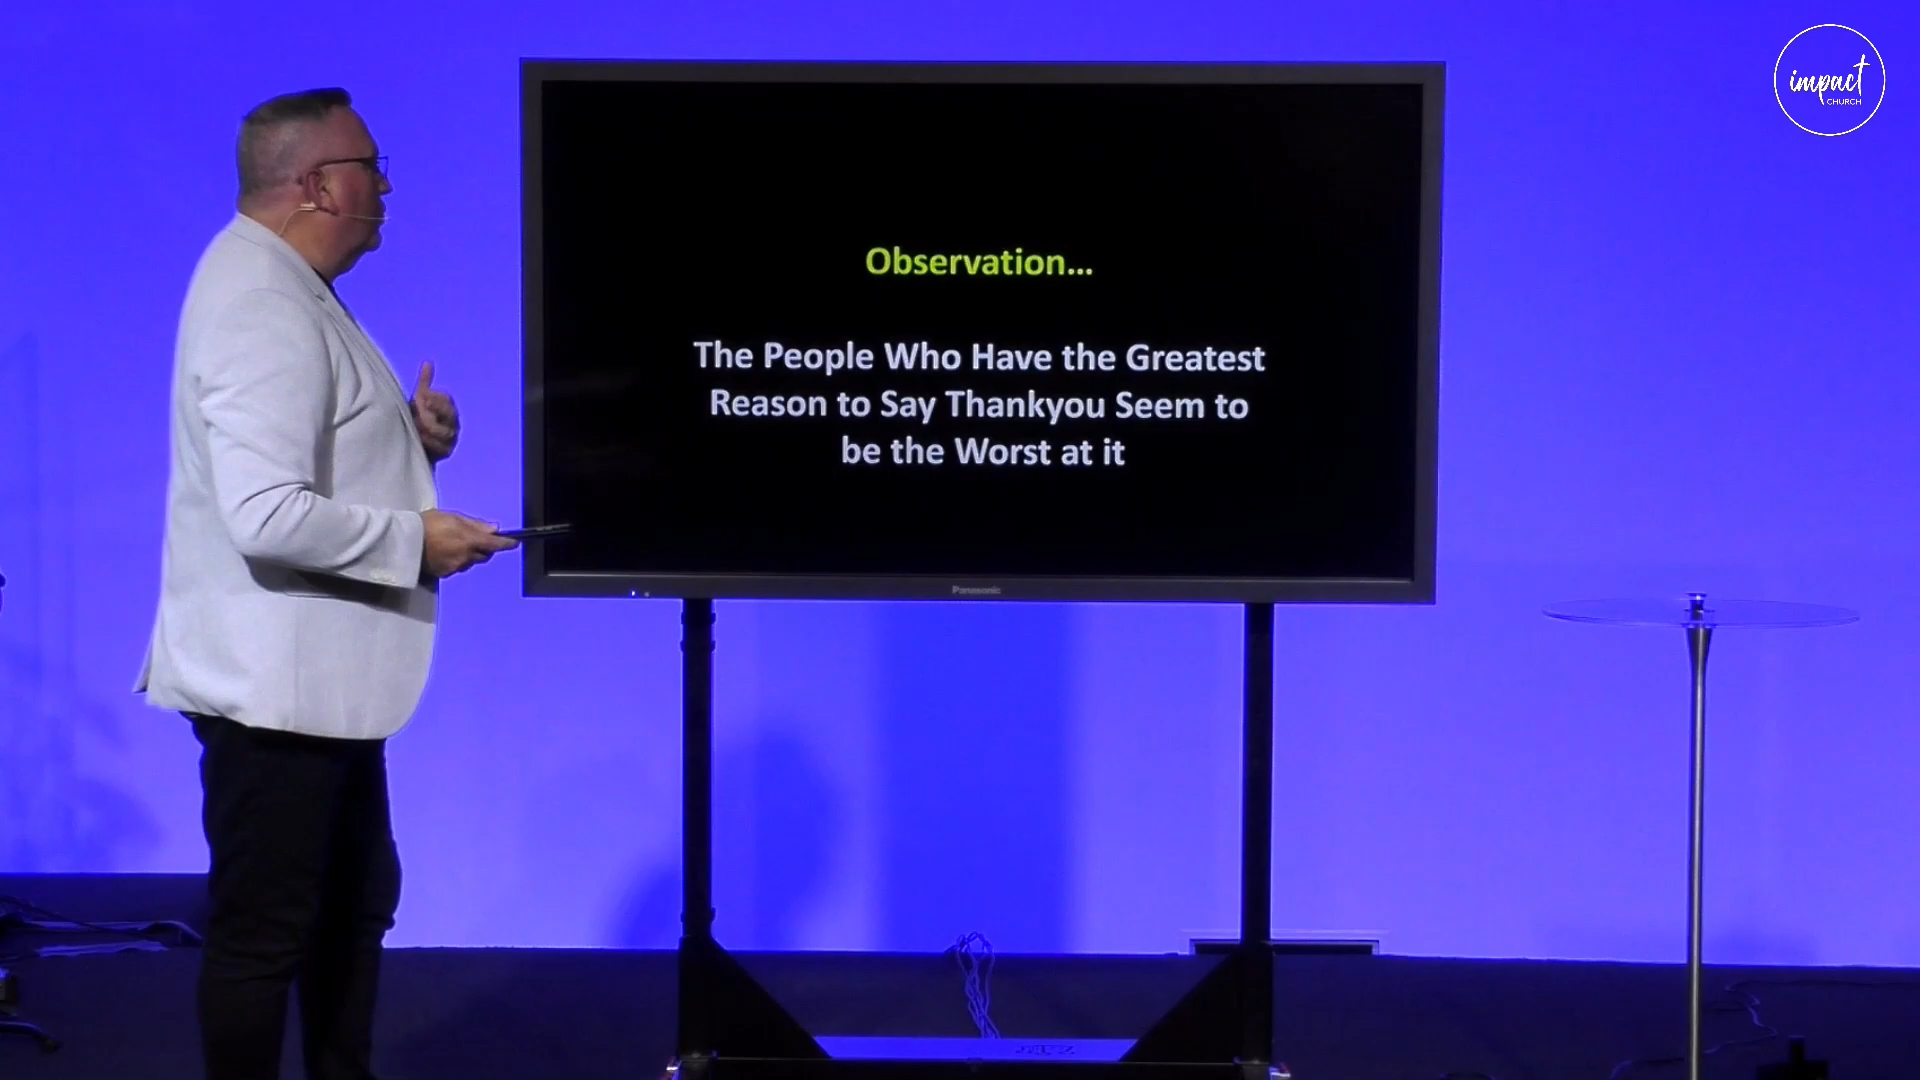 impact
CHURCH
Observation...
The People Who Have the Greatest
Reason to Say Thankyou Seem to
be the Worst at it
Panasonic